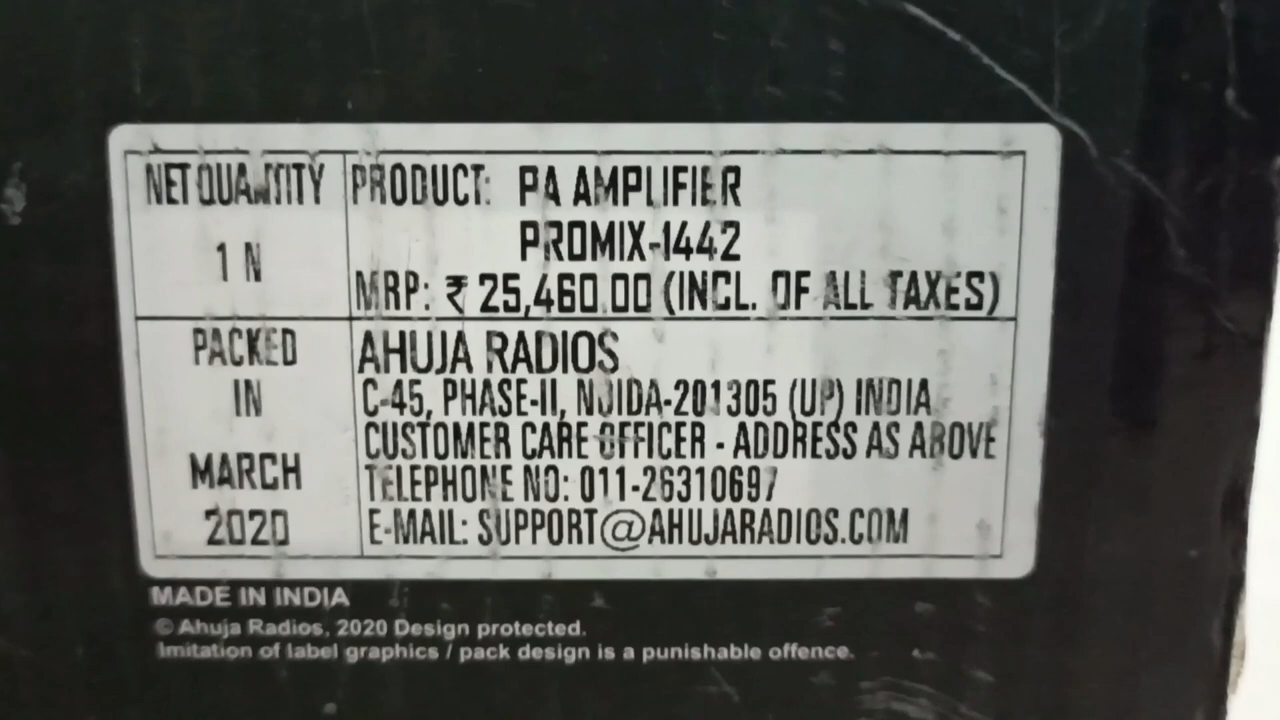 NET QUANTITY
1 N
PRODUCT: PA AMPLIFIER
PROMIX-1442
MRP: ₹ 25,460.00 (INCL. OF ALL TAXES)
PACKED
IN
MARCH
2020
AHUJA RADIOS
C-45, PHASE-II, NOIDA-201305 (UP) INDIA
CUSTOMER CARE OFFICER - ADDRESS AS ABOVE
TELEPHONE NO: 011-26310697
E-MAIL: SUPPORT@AHUJARADIOS.COM
MADE IN INDIA
© Ahuja Radios, 2020 Design protected.
Imitation of label graphics / pack design is a punishable offence.